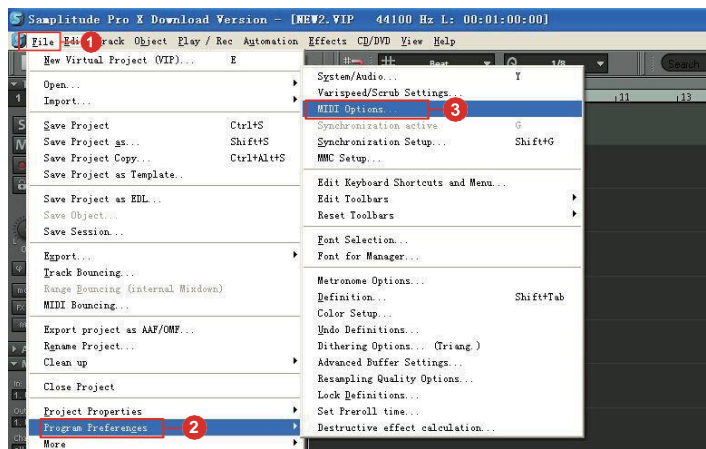 Samplitude Pro X Download Version - [NEW2.VIP 44100 Hz L: 00:01:00:00]
File Edit Track Object Play / Rec Automation Effects CD/DVD View Help
1
New Virtual Project (VIP)... E
Open...
Import...
Save Project Ctrl+S
Save Project as... Shift+S
Save Project Copy... Ctrl+Alt+S
Save Project as Template..
Save Project as EDL...
Save Object...
Save Session...
Export...
Track Bouncing...
Range Bouncing (internal Mixdown)
MIDI Bouncing...
Export project as AAF/OMF...
Rename Project...
Clean up
Close Project
Project Properties
Program Preferences 2
More
Bear 1/8 Search
11 13
System/Audio... Y
Varispeed/Scrub Settings...
MIDI Options... 3
Synchronization active G
Synchronization Setup... Shift+G
MMC Setup...
Edit Keyboard Shortcuts and Menu...
Edit Toolbars
Reset Toolbars
Font Selection...
Font for Manager...
Metronome Options...
Definition... Shift+Tab
Color Setup...
Undo Definitions...
Dithering Options... (Triang.)
Advanced Buffer Settings...
Resampling Quality Options...
Lock Definitions...
Set Preroll time...
Destructive effect calculation...